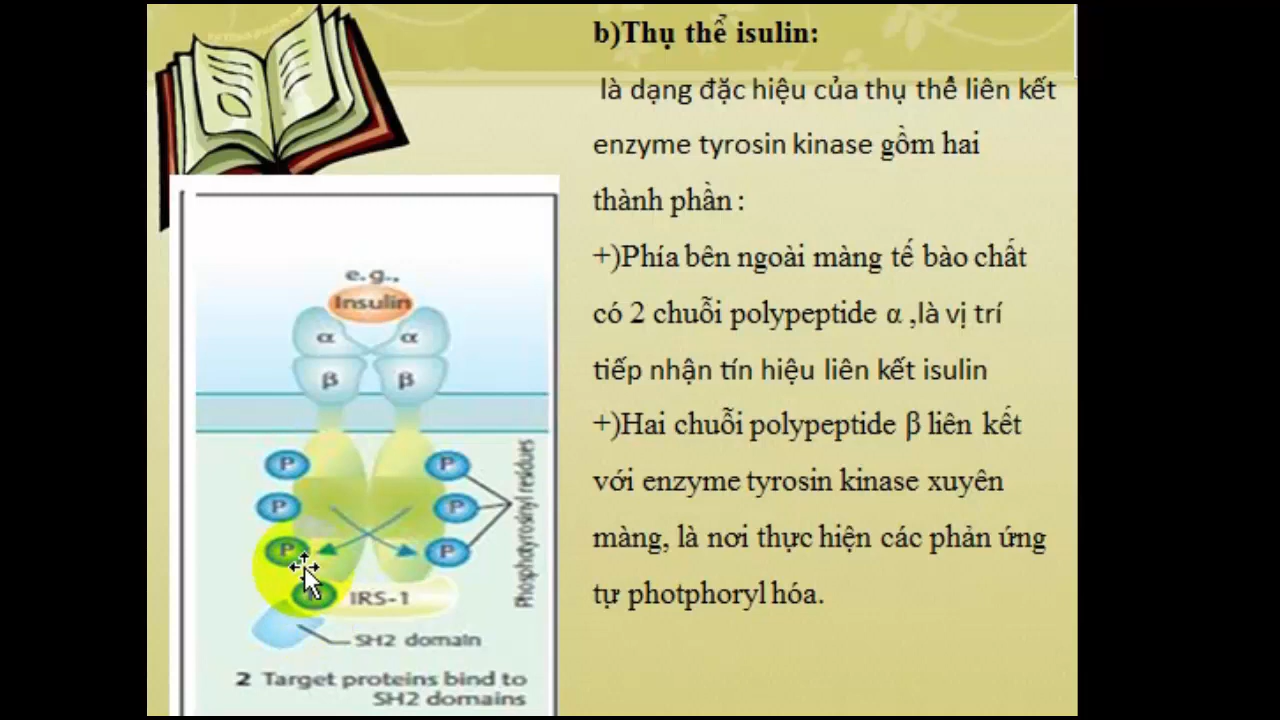 b)Thụ thể isulin:
là dạng đặc hiệu của thụ thể liên kết
enzyme tyrosin kinase gồm hai
thành phần :
+)Phía bên ngoài màng tế bào chất
có 2 chuỗi polypeptide α ,là vị trí
tiếp nhận tín hiệu liên kết isulin
+)Hai chuỗi polypeptide β liên kết
với enzyme tyrosin kinase xuyên
màng, là nơi thực hiện các phản ứng
tự photphoryl hóa.
e.g.,
Insulin
α α
β β
P P
P P
P P
Phosphotyrosinyl residues
IRS-1
SH2 domain
2 Target proteins bind to
SH2 domains